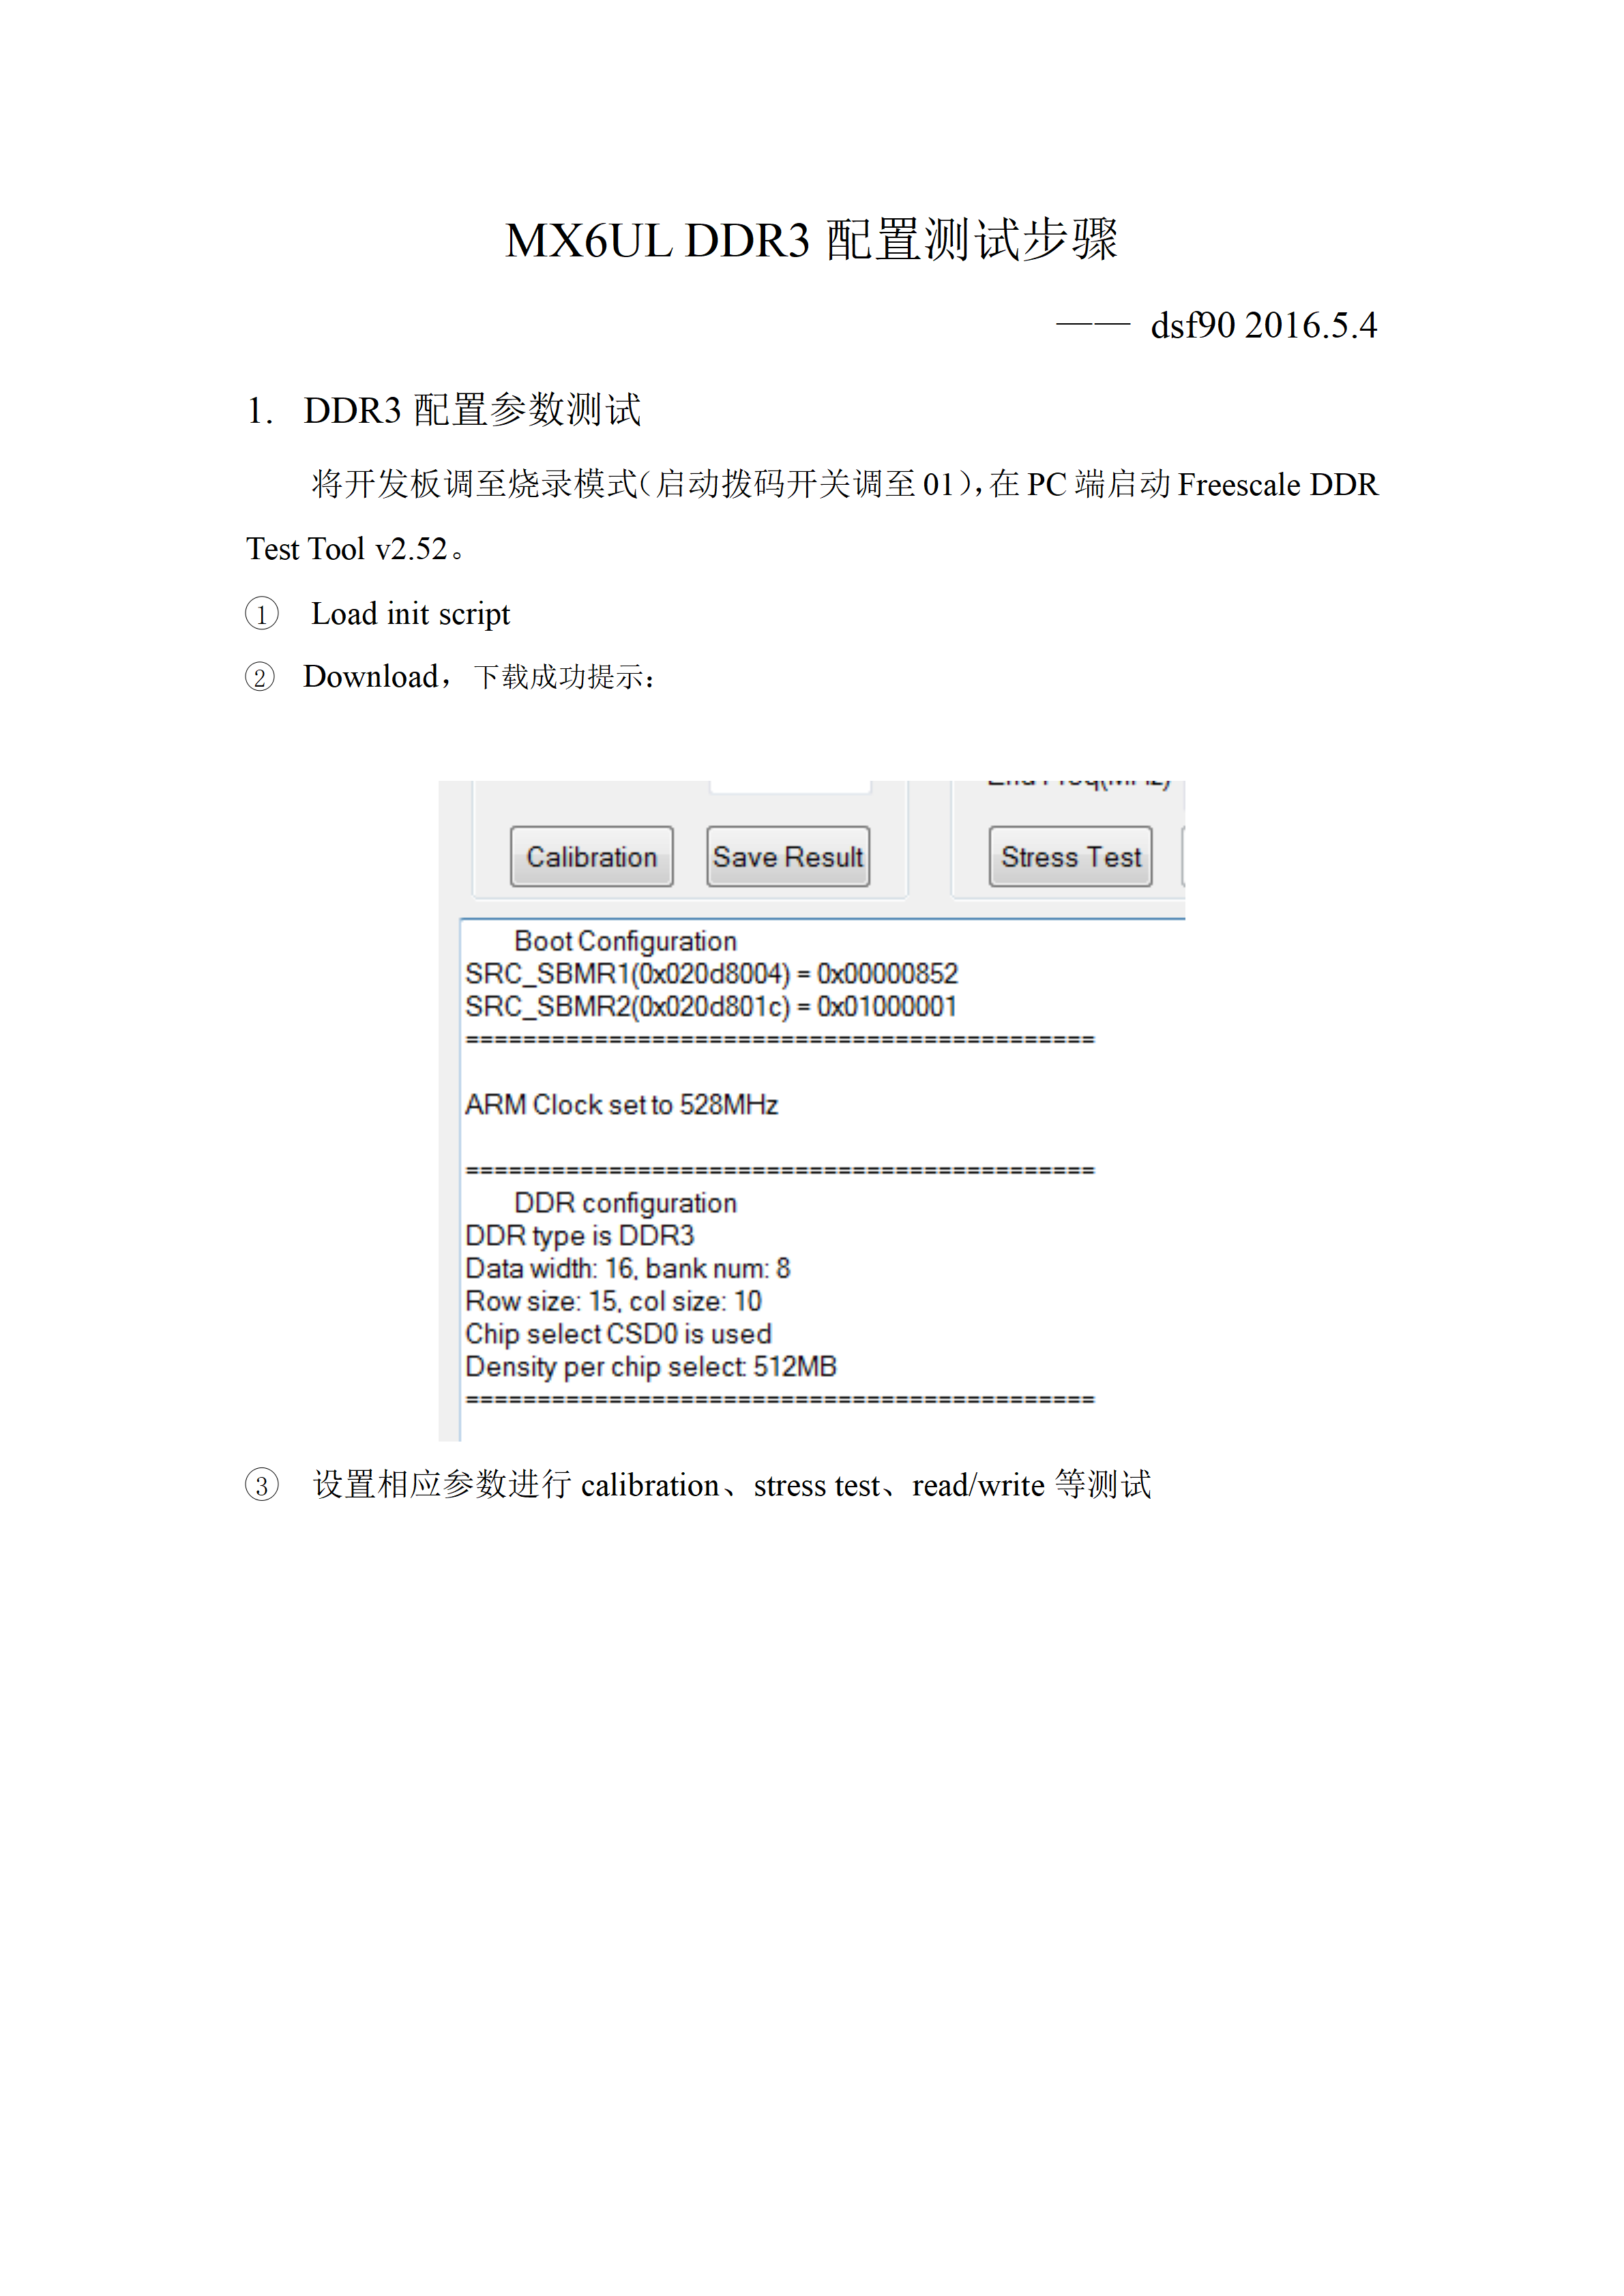 MX6UL DDR3 配置测试步骤
—— dsf90 2016.5.4
1. DDR3 配置参数测试
将开发板调至烧录模式（启动拨码开关调至 01），在 PC 端启动 Freescale DDR
Test Tool v2.52。
① Load init script
② Download，下载成功提示：
End Freq(MHz)
Calibration Save Result Stress Test
Boot Configuration
SRC_SBMR1(0x020d8004) = 0x00000852
SRC_SBMR2(0x020d801c) = 0x01000001
============================================
ARM Clock set to 528MHz
============================================
DDR configuration
DDR type is DDR3
Data width: 16, bank num: 8
Row size: 15, col size: 10
Chip select CSD0 is used
Density per chip select: 512MB
============================================
③ 设置相应参数进行 calibration、stress test、read/write 等测试